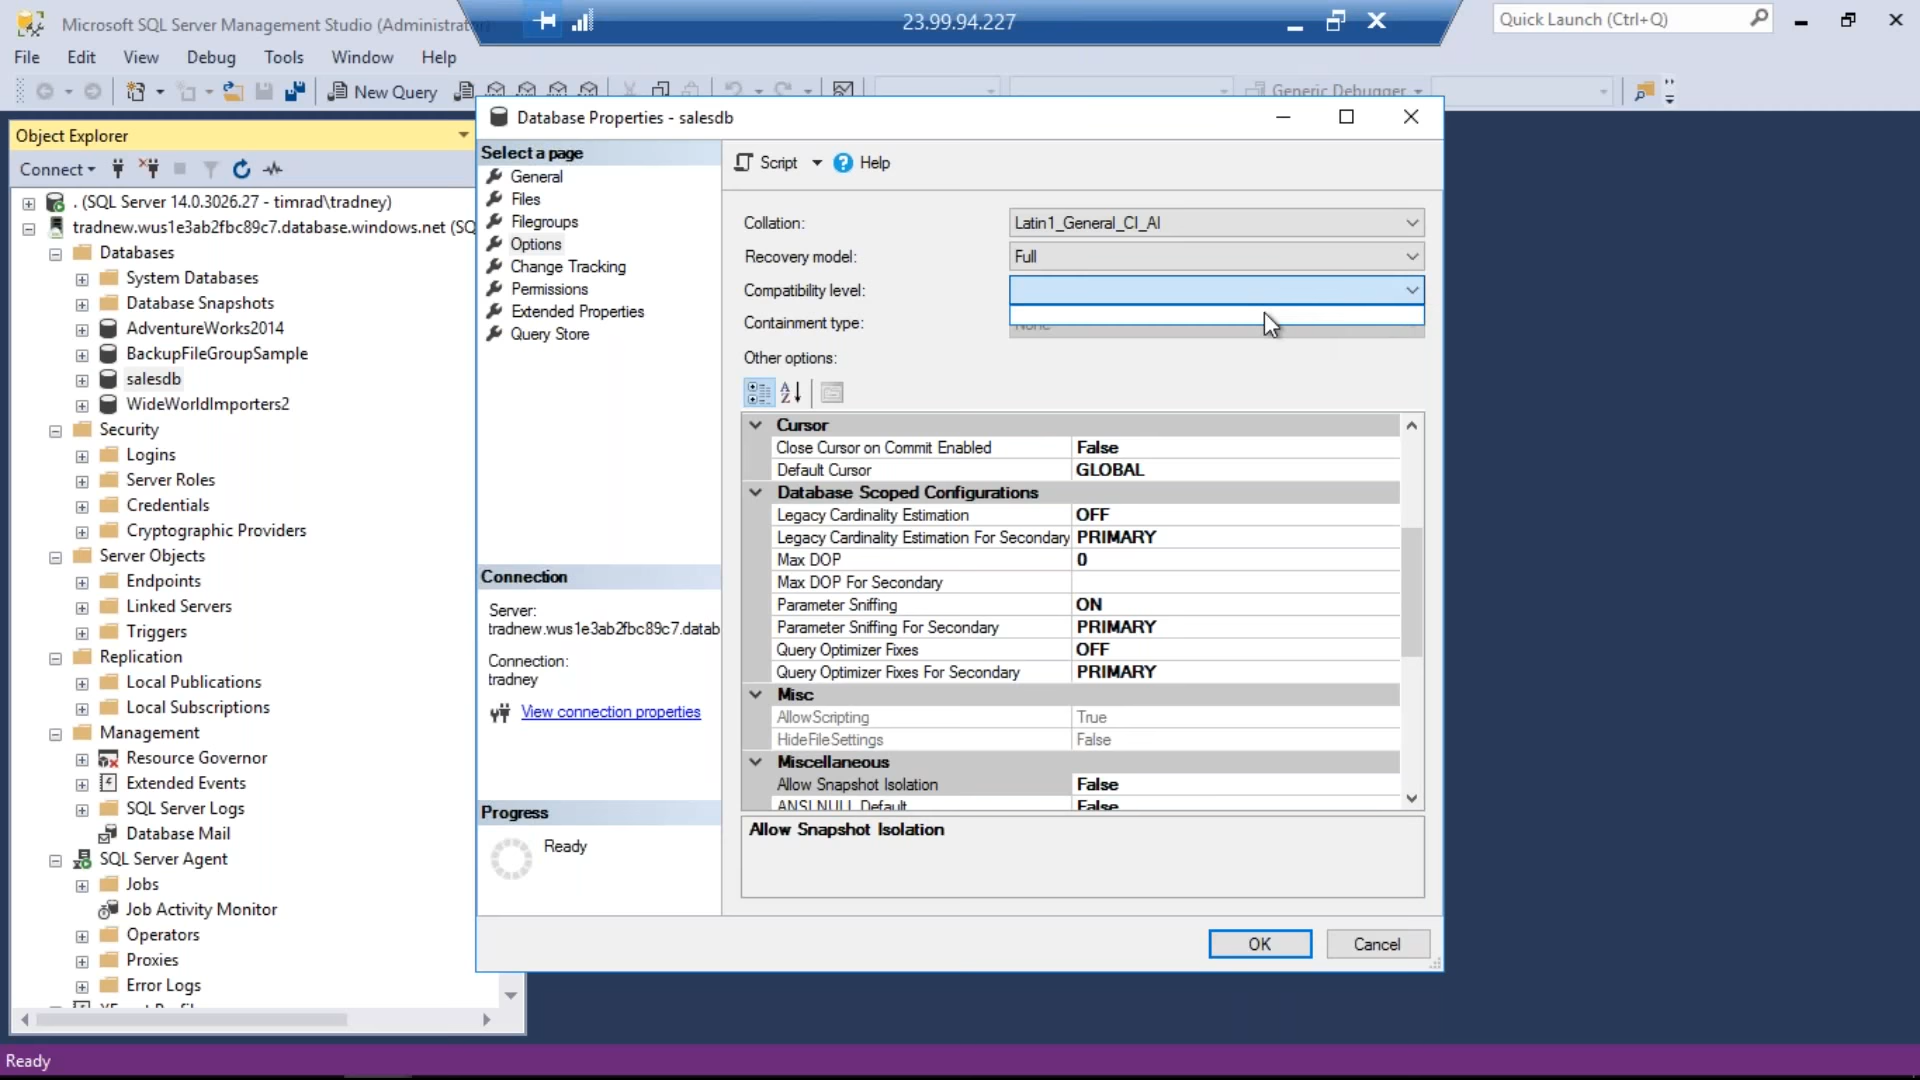 Microsoft SQL Server Management Studio (Administrator
23.99.94.227
Quick Launch (Ctrl+Q)
File Edit View Debug Tools Window Help
New Query
Generic Debugger
Object Explorer
Connect
. (SQL Server 14.0.3026.27 - timrad\tradney)
tradnew.wus1e3ab2fbc89c7.database.windows.net (SQ
Databases
System Databases
Database Snapshots
AdventureWorks2014
BackupFileGroupSample
salesdb
WideWorldImporters2
Security
Logins
Server Roles
Credentials
Cryptographic Providers
Server Objects
Endpoints
Linked Servers
Triggers
Replication
Local Publications
Local Subscriptions
Management
Resource Governor
Extended Events
SQL Server Logs
Database Mail
SQL Server Agent
Jobs
Job Activity Monitor
Operators
Proxies
Error Logs
Database Properties - salesdb
Select a page
General
Files
Filegroups
Options
Change Tracking
Permissions
Extended Properties
Query Store
Connection
Server:
tradnew.wus1e3ab2fbc89c7.datab
Connection:
tradney
View connection properties
Progress
Ready
Script Help
Collation: Latin1_General_CI_AI
Recovery model: Full
Compatibility level:
Containment type: None
Other options:
Cursor
Close Cursor on Commit Enabled False
Default Cursor GLOBAL
Database Scoped Configurations
Legacy Cardinality Estimation OFF
Legacy Cardinality Estimation For Secondary PRIMARY
Max DOP 0
Max DOP For Secondary
Parameter Sniffing ON
Parameter Sniffing For Secondary PRIMARY
Query Optimizer Fixes OFF
Query Optimizer Fixes For Secondary PRIMARY
Misc
AllowScripting True
HideFileSettings False
Miscellaneous
Allow Snapshot Isolation False
ANSI NULL Default False
Allow Snapshot Isolation
OK Cancel
Ready